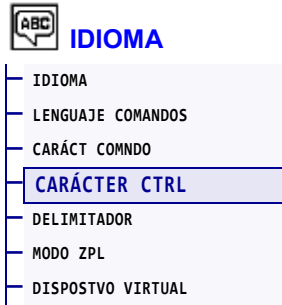 ABC
IDIOMA
IDIOMA
LENGUAJE COMANDOS
CARÁCT COMNDO
CARÁCTER CTRL
DELIMITADOR
MODO ZPL
DISPOSTVO VIRTUAL